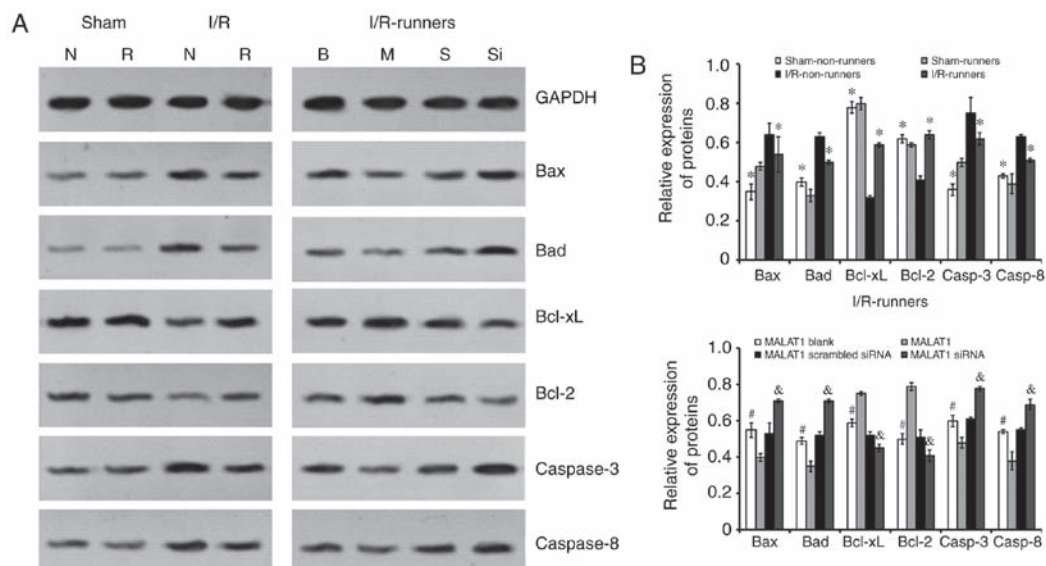 A
Sham I/R I/R-runners
N R N R B M S Si
GAPDH
Bax
Bad
Bcl-xL
Bcl-2
Caspase-3
Caspase-8
B
Sham-non-runners Sham-runners
I/R-non-runners I/R-runners
Relative expression
of proteins
1.0
0.8
0.6
0.4
0.2
0
* * * * * * * * * * * *
Bax Bad Bcl-xL Bcl-2 Casp-3 Casp-8
I/R-runners
MALAT1 blank MALAT1
MALAT1 scrambled siRNA MALAT1 siRNA
Relative expression
of proteins
1.0
0.8
0.6
0.4
0.2
0
# & # & # & # & # & # &
Bax Bad Bcl-xL Bcl-2 Casp-3 Casp-8